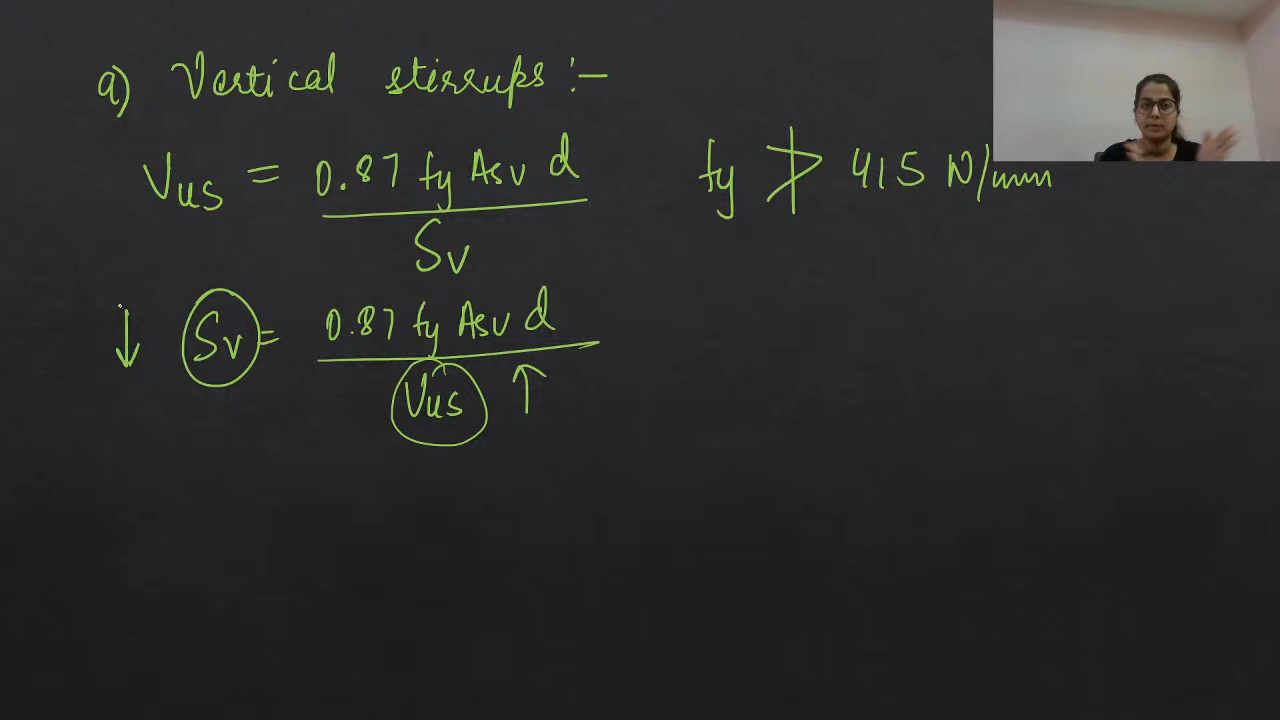 a) Vertical stirrups :-
Vus = 0.87 fy Asv d / Sv
fy ≯ 415 N/mm
↓ Sv = 0.87 fy Asv d / Vus ↑